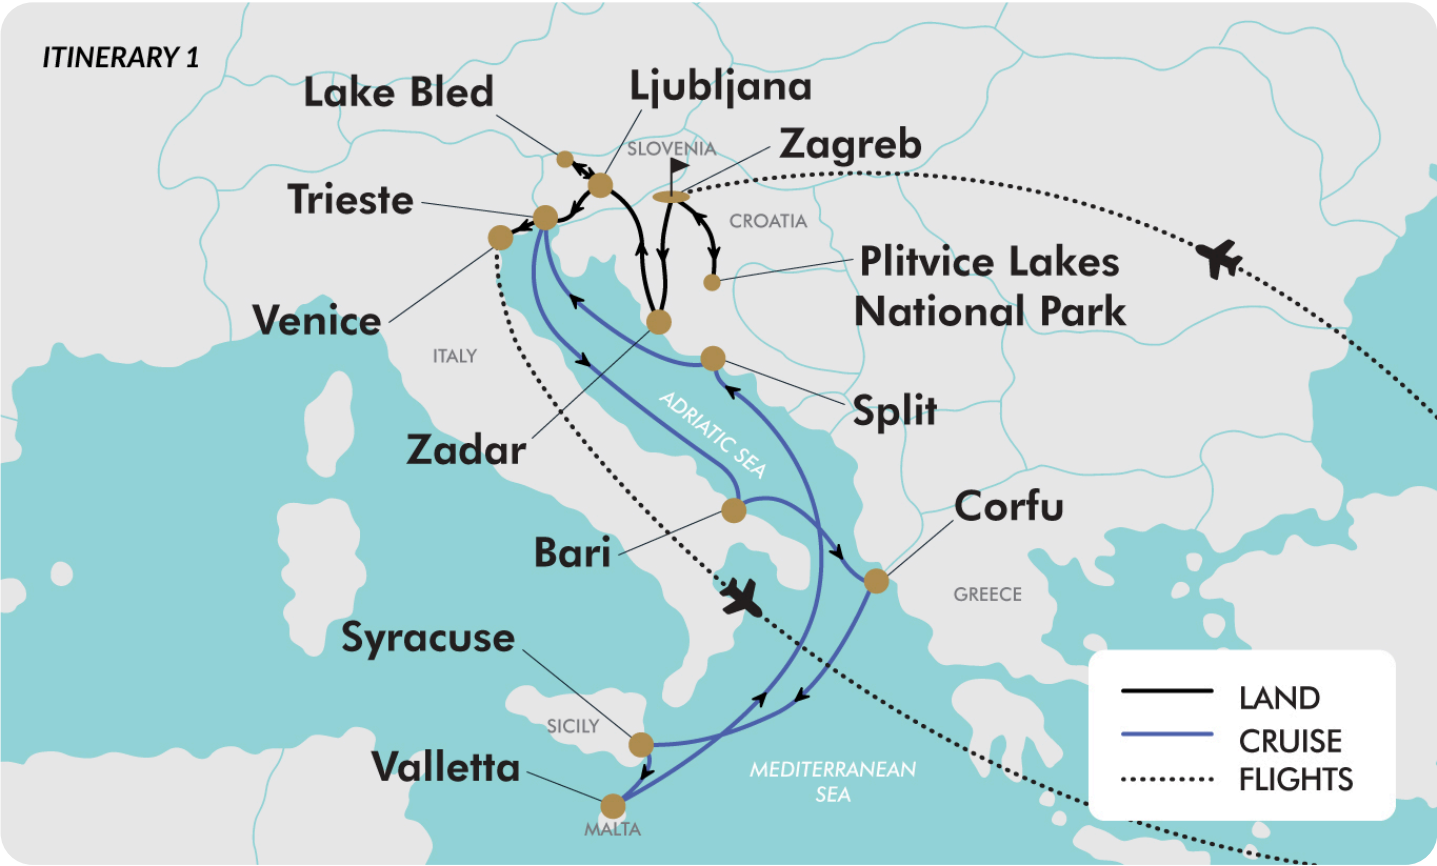 ITINERARY 1
Lake Bled
Ljubljana
SLOVENIA
Zagreb
Trieste
CROATIA
Plitvice Lakes
National Park
Venice
ITALY
ADRIATIC SEA
Split
Zadar
Corfu
Bari
GREECE
Syracuse
SICILY
Valletta
MALTA
MEDITERRANEAN
SEA
LAND
CRUISE
FLIGHTS